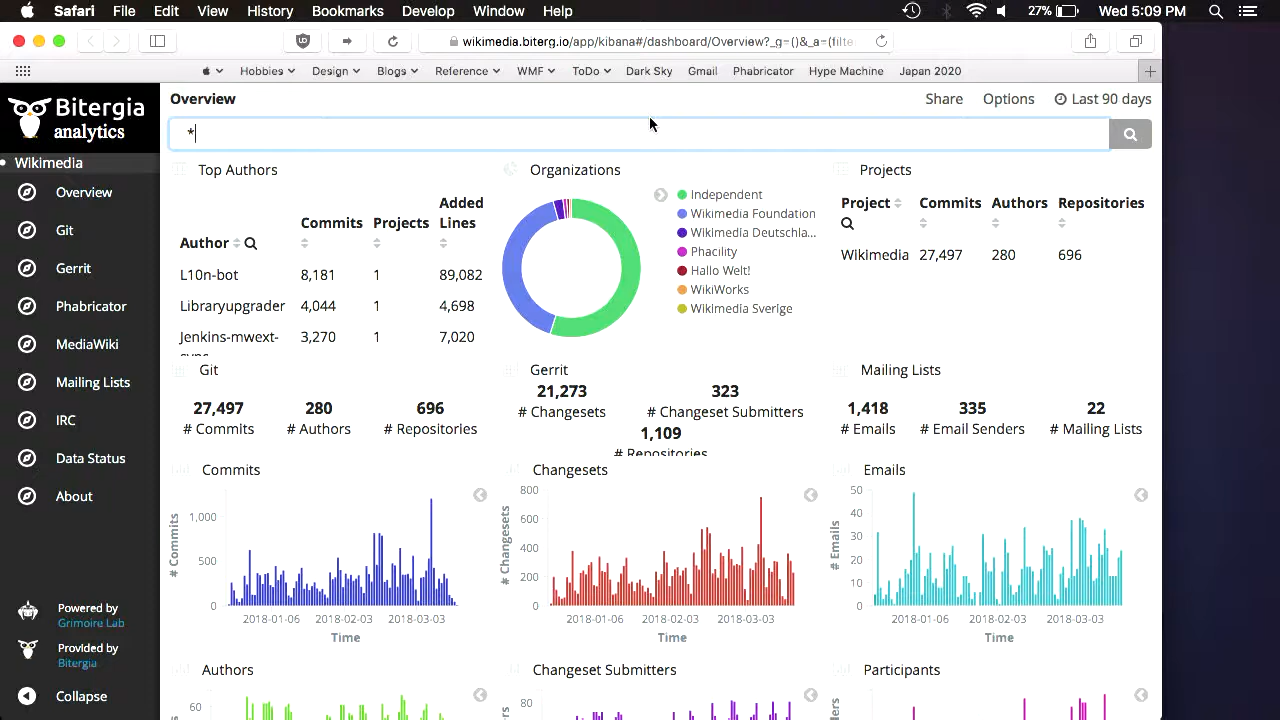 Safari File Edit View History Bookmarks Develop Window Help 27% Wed 5:09 PM
wikimedia.biterg.io/app/kibana#/dashboard/Overview?_g=()&_a=(filte
Hobbies Design Blogs Reference WMF ToDo Dark Sky Gmail Phabricator Hype Machine Japan 2020
Bitergia
analytics
Wikimedia
Overview
Git
Gerrit
Phabricator
MediaWiki
Mailing Lists
IRC
Data Status
About
Powered by
Grimoire Lab
Provided by
Bitergia
Collapse
Overview Share Options Last 90 days
*
Top Authors
Author Commits Projects Added Lines
L10n-bot 8,181 1 89,082
Libraryupgrader 4,044 1 4,698
Jenkins-mwext- 3,270 1 7,020
sync
Organizations
Independent
Wikimedia Foundation
Wikimedia Deutschla...
Phacility
Hallo Welt!
WikiWorks
Wikimedia Sverige
Projects
Project Commits Authors Repositories
Wikimedia 27,497 280 696
Git
27,497 280 696
# Commits # Authors # Repositories
Gerrit
21,273 323
# Changesets # Changeset Submitters
1,109
# Repositories
Mailing Lists
1,418 335 22
# Emails # Email Senders # Mailing Lists
Commits
# Commits
1,000
500
0
2018-01-06 2018-02-03 2018-03-03
Time
Changesets
# Changesets
800
600
400
200
0
2018-01-06 2018-02-03 2018-03-03
Time
Emails
# Emails
50
40
30
20
10
0
2018-01-06 2018-02-03 2018-03-03
Time
Authors
60
Changeset Submitters
80
Participants